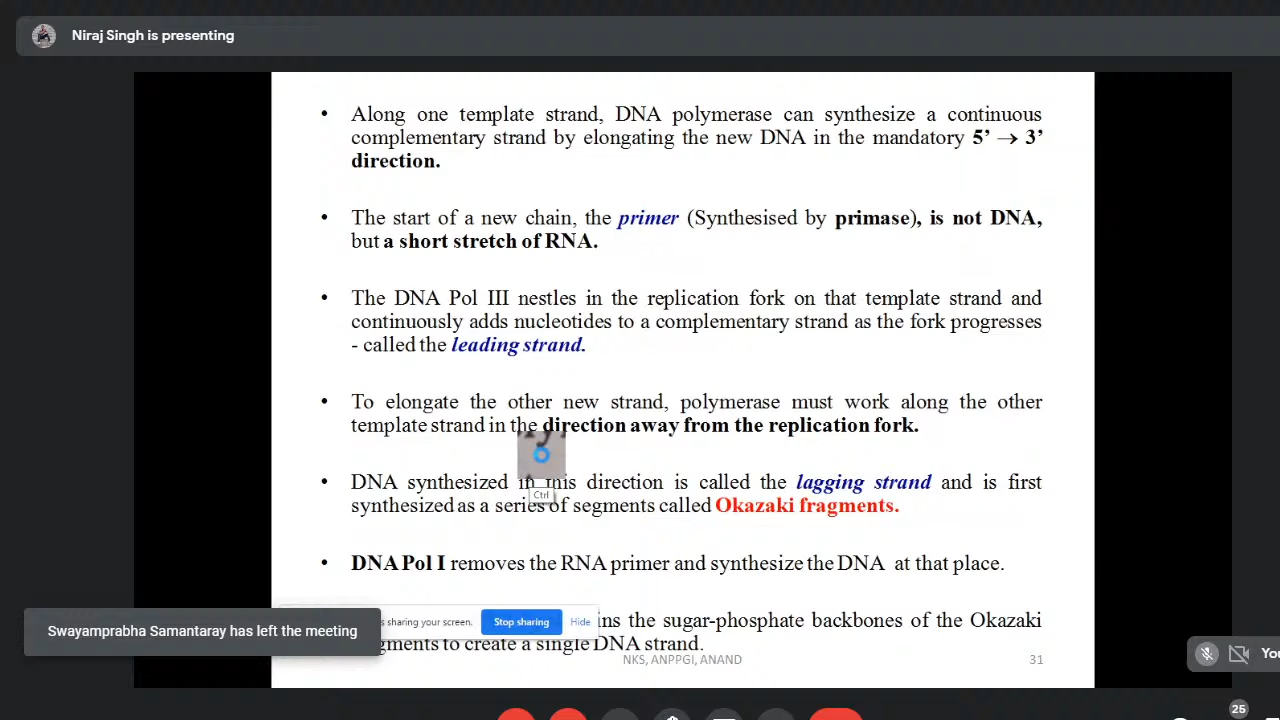 Niraj Singh is presenting
• Along one template strand, DNA polymerase can synthesize a continuous
complementary strand by elongating the new DNA in the mandatory 5’ → 3’
direction.
• The start of a new chain, the primer (Synthesised by primase), is not DNA,
but a short stretch of RNA.
• The DNA Pol III nestles in the replication fork on that template strand and
continuously adds nucleotides to a complementary strand as the fork progresses
- called the leading strand.
• To elongate the other new strand, polymerase must work along the other
template strand in the direction away from the replication fork.
• DNA synthesized in this direction is called the lagging strand and is first
Ctrl
synthesized as a series of segments called Okazaki fragments.
• DNA Pol I removes the RNA primer and synthesize the DNA at that place.
Swayamprabha Samantaray has left the meeting
s sharing your screen. Stop sharing Hide
ins the sugar-phosphate backbones of the Okazaki
gments to create a single DNA strand.
NKS, ANPPGI, ANAND 31
You
25